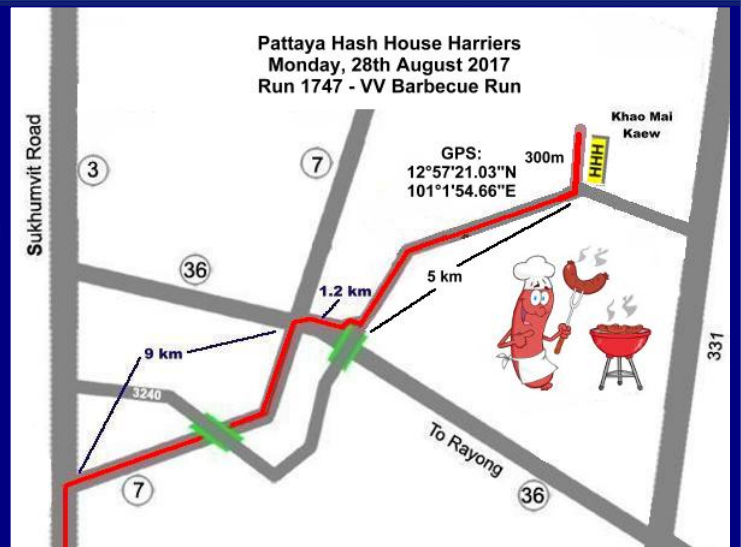 Pattaya Hash House Harriers
Monday, 28th August 2017
Run 1747 - VV Barbecue Run
Khao Mai
Kaew
HHH
300m
GPS:
12°57'21.03"N
101°1'54.66"E
Sukhumvit Road
3
7
36
1.2 km
5 km
9 km
3240
331
To Rayong
7
36